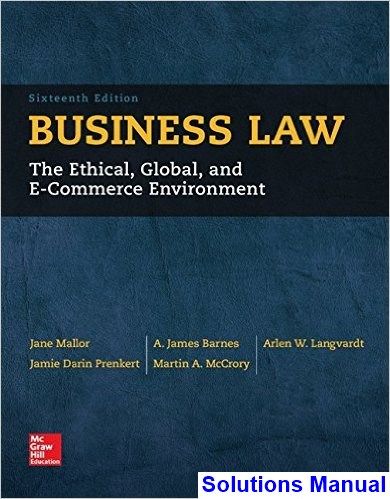 Sixteenth Edition
BUSINESS LAW
The Ethical, Global, and
E-Commerce Environment
Jane Mallor
A. James Barnes
Arlen W. Langvardt
Jamie Darin Prenkert
Martin A. McCrory
Mc
Graw
Hill
Education
Solutions Manual